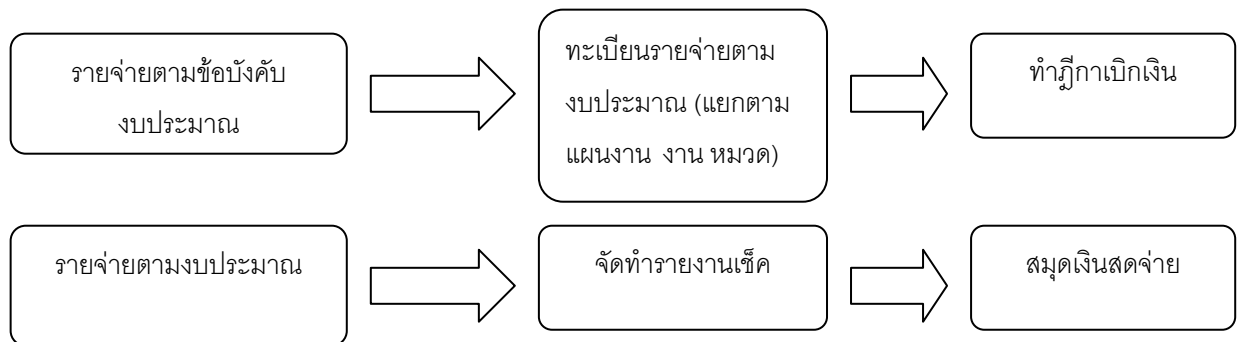 รายจ่ายตามข้อบังคับ
งบประมาณ
ทะเบียนรายจ่ายตาม
งบประมาณ (แยกตาม
แผนงาน งาน หมวด)
ทำฎีกาเบิกเงิน
รายจ่ายตามงบประมาณ
จัดทำรายงานเช็ค
สมุดเงินสดจ่าย